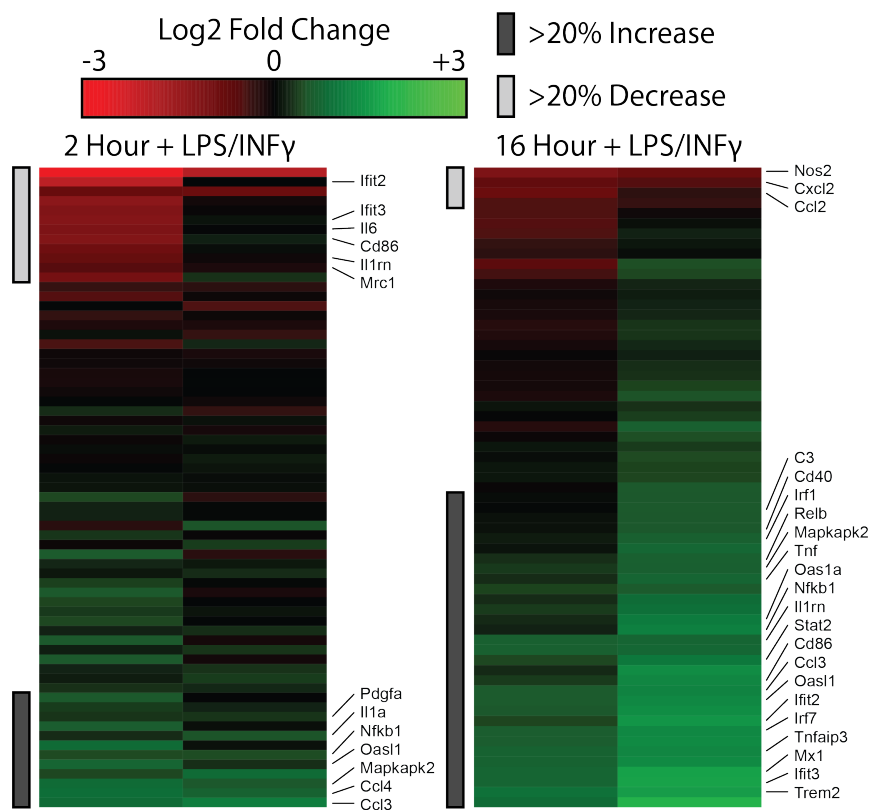 Log2 Fold Change
-3 0 +3
>20% Increase
>20% Decrease
2 Hour + LPS/INFγ
Ifit2
Ifit3
Il6
Cd86
Il1rn
Mrc1
Pdgfa
Il1a
Nfkb1
Oasl1
Mapkapk2
Ccl4
Ccl3
16 Hour + LPS/INFγ
Nos2
Cxcl2
Ccl2
C3
Cd40
Irf1
Relb
Mapkapk2
Tnf
Oas1a
Nfkb1
Il1rn
Stat2
Cd86
Ccl3
Oasl1
Ifit2
Irf7
Tnfaip3
Mx1
Ifit3
Trem2